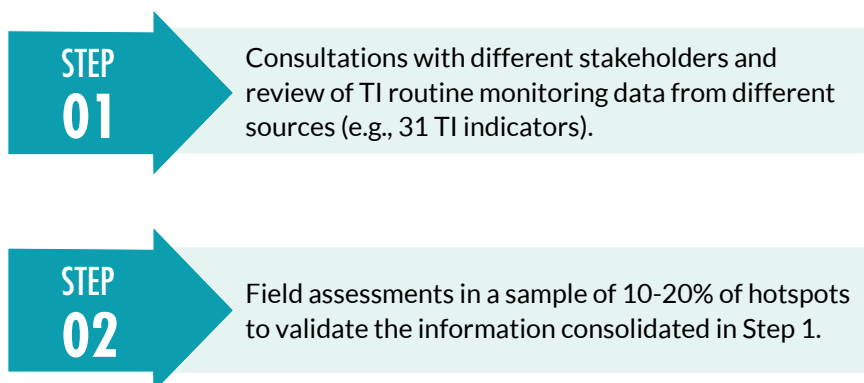 STEP
01
Consultations with different stakeholders and
review of TI routine monitoring data from different
sources (e.g., 31 TI indicators).
STEP
02
Field assessments in a sample of 10-20% of hotspots
to validate the information consolidated in Step 1.